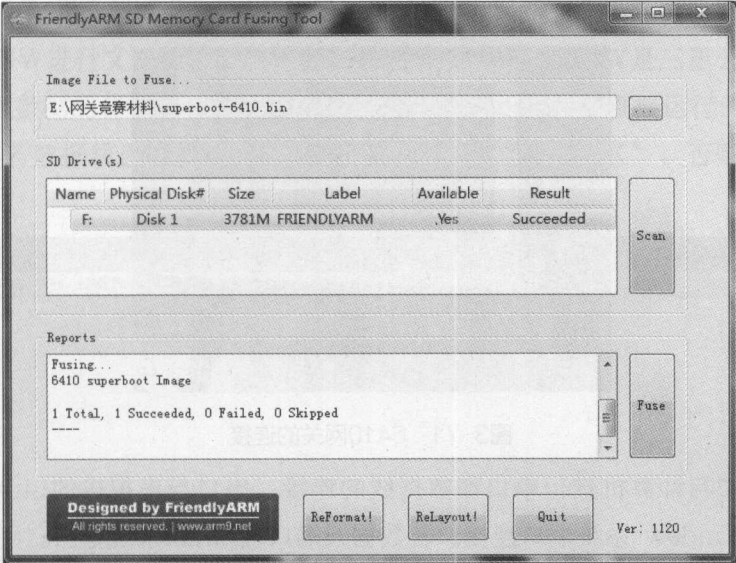 FriendlyARM SD Memory Card Fusing Tool
Image File to Fuse...
E:\网关竞赛材料\superboot-6410.bin
...
SD Drive(s)
Name Physical Disk# Size Label Available Result
F: Disk 1 3781M FRIENDLYARM Yes Succeeded
Scan
Reports
Fusing...
6410 superboot Image
1 Total, 1 Succeeded, 0 Failed, 0 Skipped
----
Fuse
Designed by FriendlyARM
All rights reserved. | www.arm9.net
ReFormat!
ReLayout!
Quit
Ver: 1120